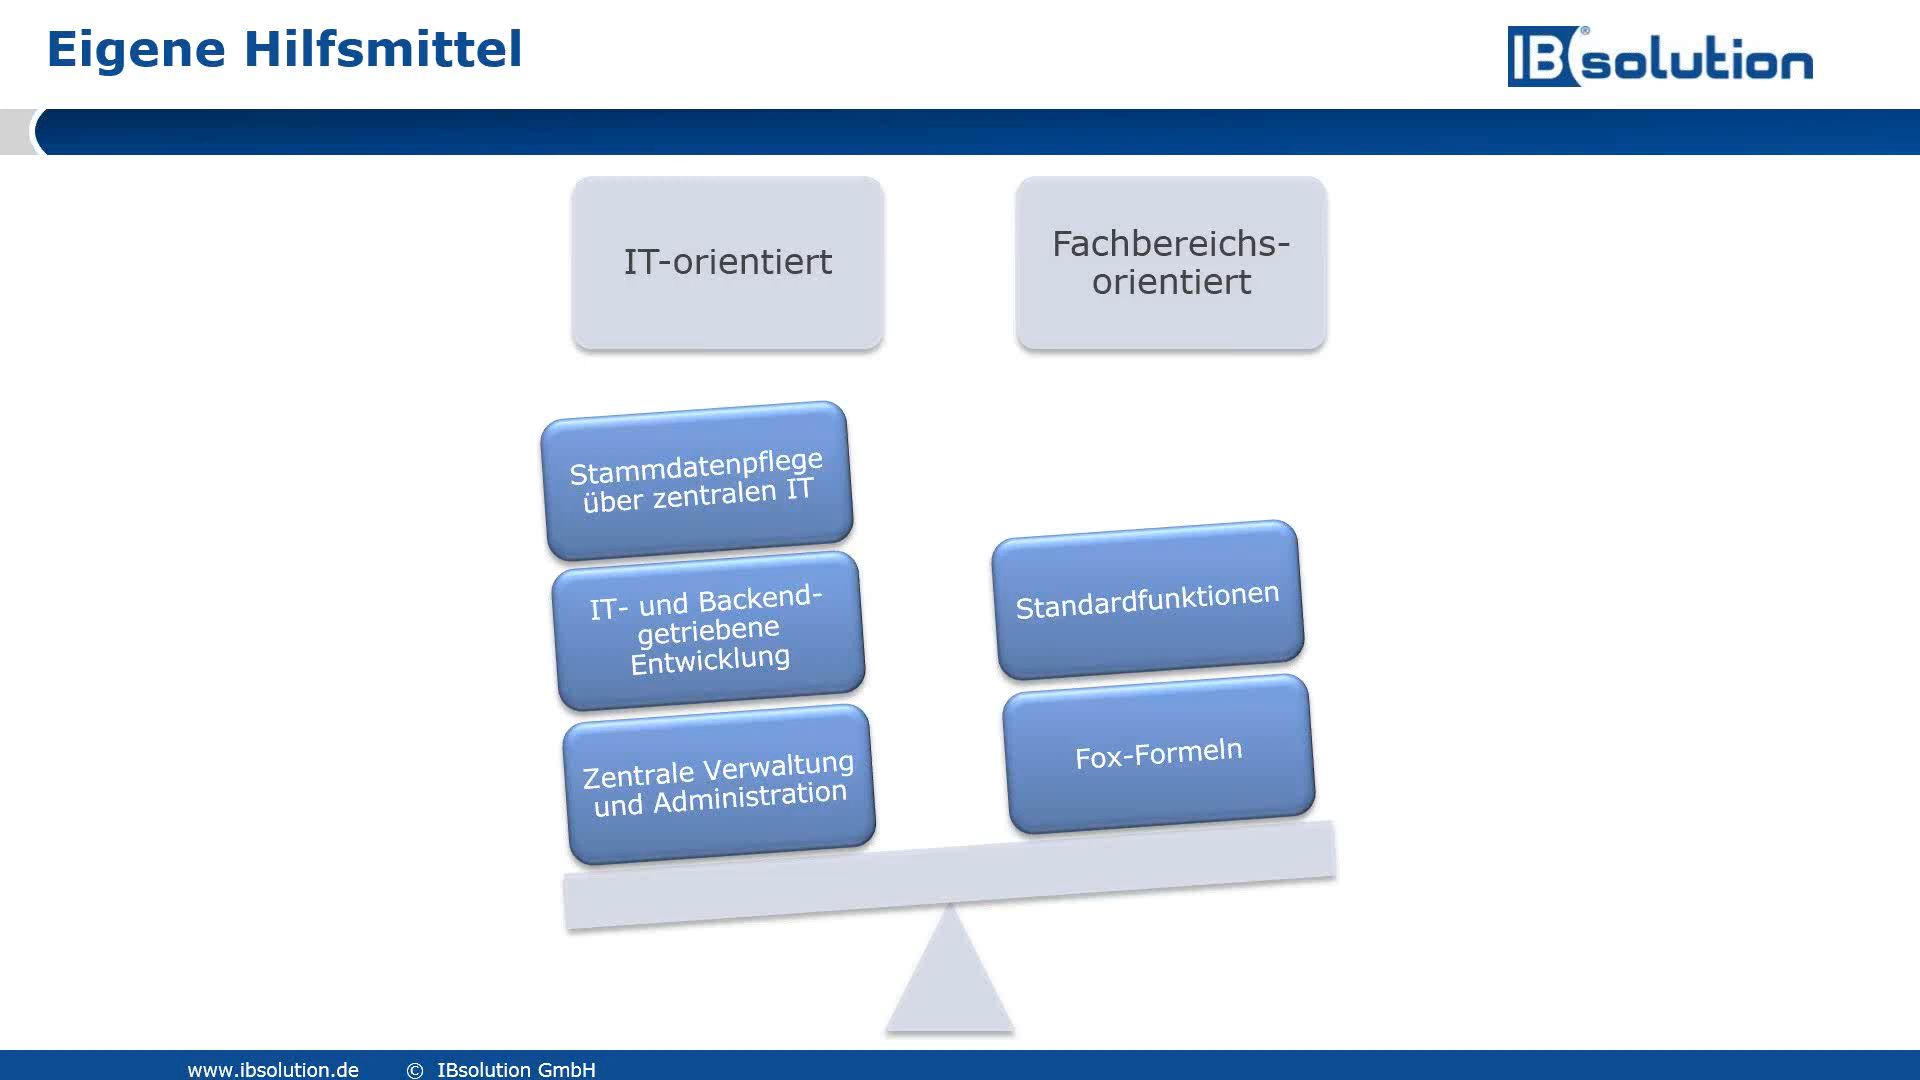 Eigene Hilfsmittel
IBsolution®
IT-orientiert
Fachbereichs-
orientiert
Stammdatenpflege
über zentralen IT
IT- und Backend-
getriebene
Entwicklung
Zentrale Verwaltung
und Administration
Standardfunktionen
Fox-Formeln
www.ibsolution.de © IBsolution GmbH